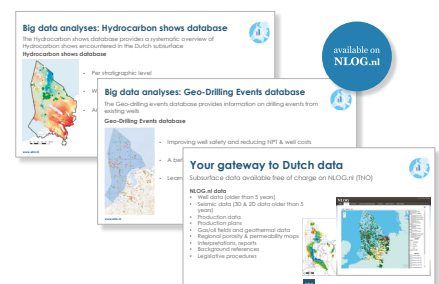 Big data analyses: Hydrocarbon shows database
The Hydrocarbon shows database provides a systematic overview of
Hydrocarbon shows encountered in the Dutch subsurface
Hydrocarbon shows database
• Per stratigraphic level
• W
• A
available on
NLOG.nl
Big data analyses: Geo-Drilling Events database
The Geo-drilling events database provides information on drilling events from
existing wells
Geo-Drilling Events database
• Improving well safety and reducing NPT & well costs
• A bet
• Learn
Your gateway to Dutch data
Subsurface data available free of charge on NLOG.nl (TNO)
NLOG.nl data
• Well data (older than 5 years)
• Seismic data (3D & 2D data older than 5
years)
• Production data
• Production plans
• Gas/oil fields and geothermal data
• Regional porosity & permeability maps
• Interpretations, reports
• Background references
• Legislative procedures
NLOG